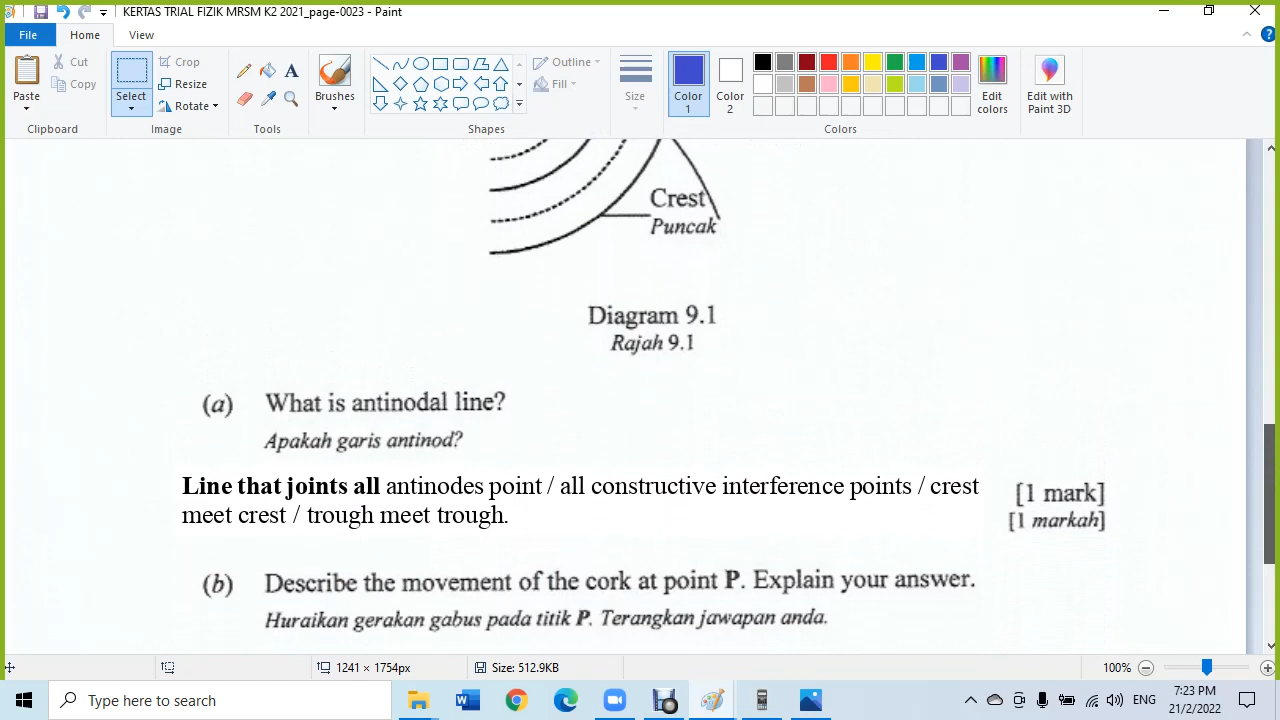 KERTAS TRIAL FIZIK MRSM K2 2021_page-0023 - Paint
File Home View
Paste
Cut
Copy
Clipboard
Select
Crop
Resize
Rotate
Image
Tools
Brushes
Shapes
Outline
Fill
Size
Color 1
Color 2
Colors
Edit colors
Edit with Paint 3D
Crest
Puncak
Diagram 9.1
Rajah 9.1
(a) What is antinodal line?
Apakah garis antinod?
Line that joints all antinodes point / all constructive interference points / crest
meet crest / trough meet trough.
[1 mark]
[1 markah]
(b) Describe the movement of the cork at point P. Explain your answer.
Huraikan gerakan gabus pada titik P. Terangkan jawapan anda.
1241 × 1754px
Size: 512.9KB
100%
Type here to search
ENG
7:23 PM
21/2/2022